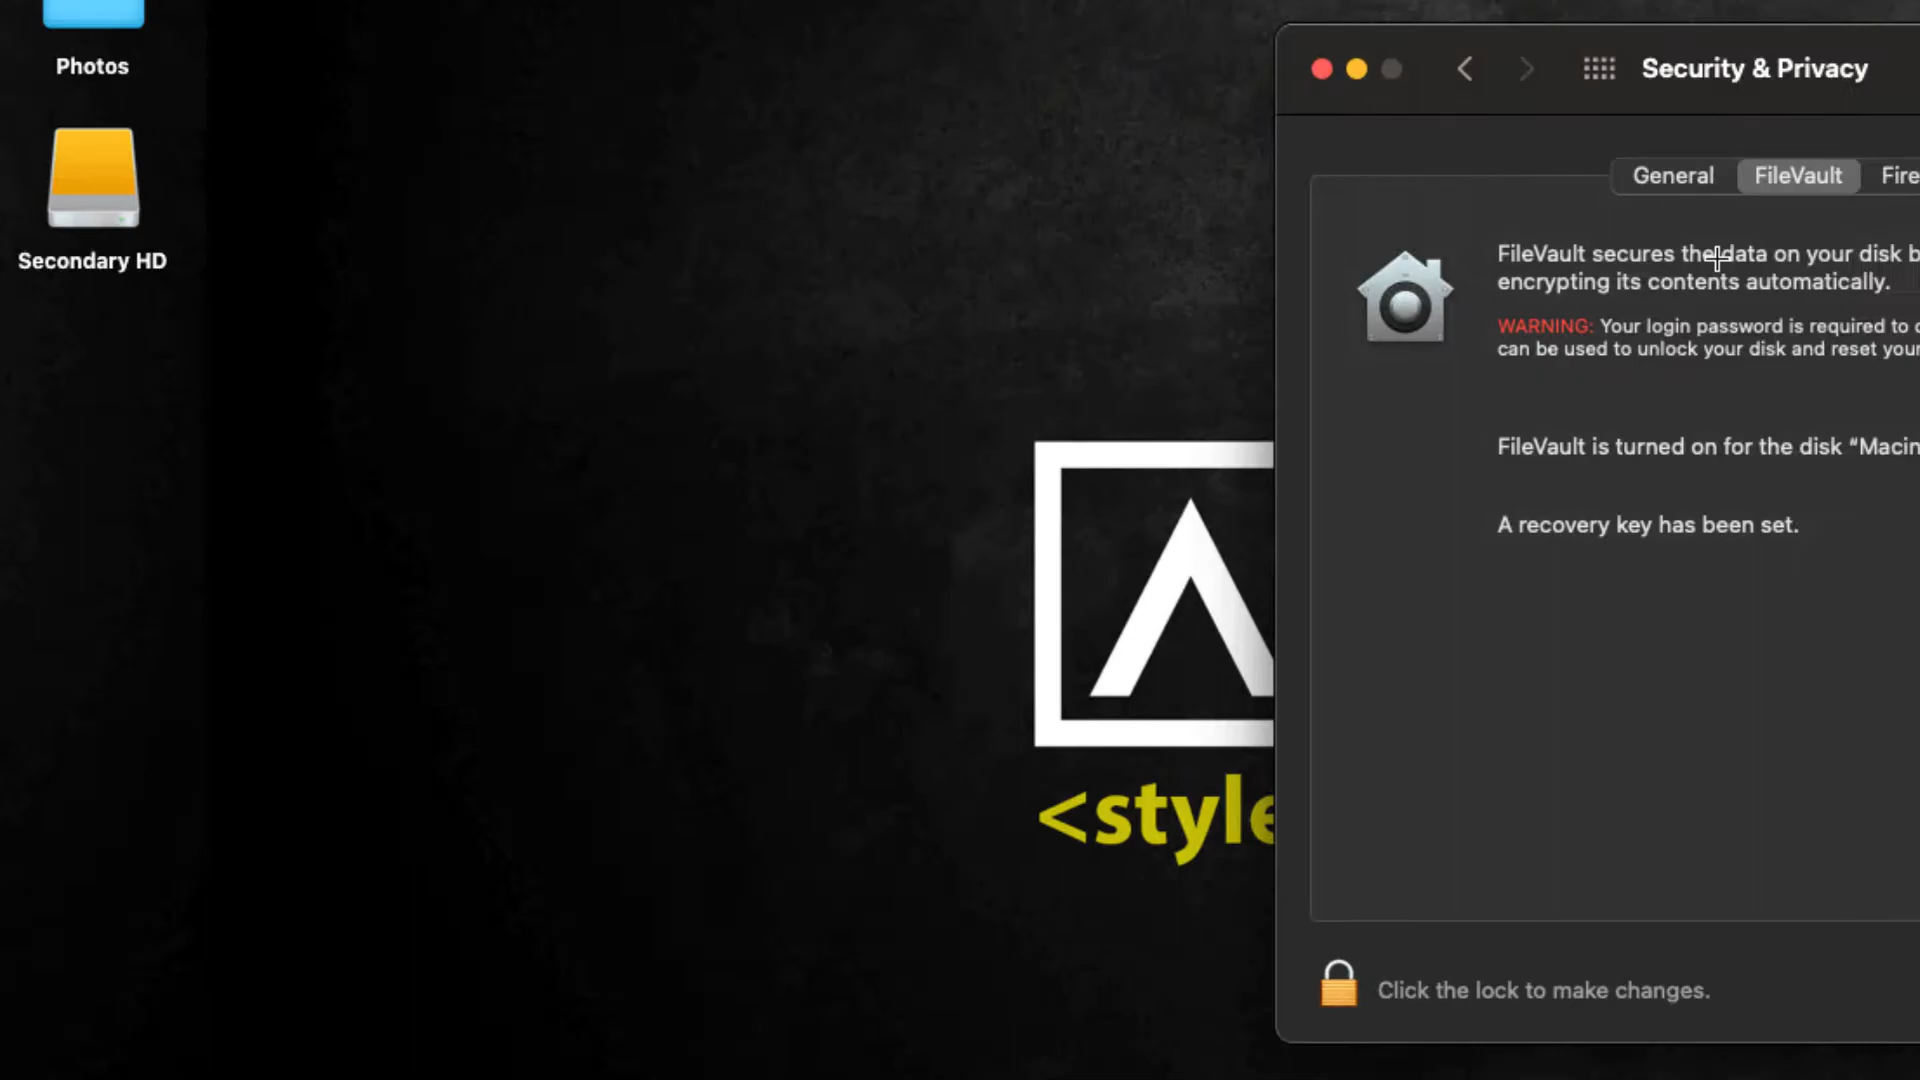 Photos
Secondary HD
Security & Privacy
General
FileVault
Fire
FileVault secures the data on your disk b
encrypting its contents automatically.
WARNING: Your login password is required to
can be used to unlock your disk and reset your
FileVault is turned on for the disk “Macin
A recovery key has been set.
<style
Click the lock to make changes.